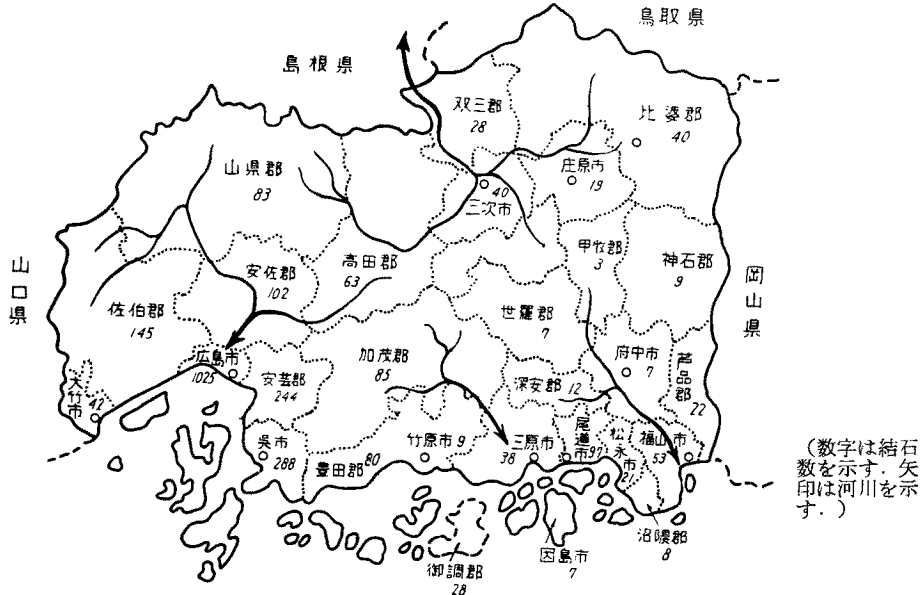 鳥取県
島根県
双三郡
28
比婆郡
40
山県郡
83
庄原市
19
40
三次市
甲竹郡
3
神石郡
9
山口県
岡山県
安佐郡
102
高田郡
63
佐伯郡
145
世羅郡
7
広島市
1025
加茂郡
85
府中市
7
芦品郡
22
安芸郡
244
深安郡 12
大竹市
42
呉市
288
豊田郡 80
竹原市 9
三原市
38
尾道市
97
松永市
福山市
53
(数字は結石
数を示す.矢
印は河川を示
す.)
沼隈郡
8
因島市
7
御調郡
28